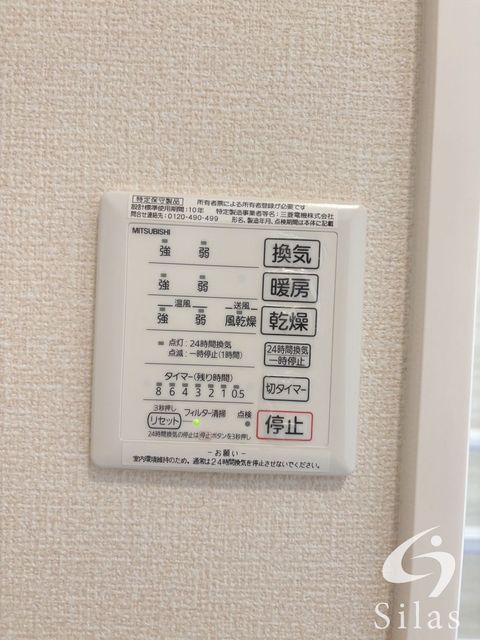 特定保守製品 所有者票による所有者登録が必要です
設計標準使用期間:10年 特定製造事業者等名:三菱電機株式会社
問合せ連絡先:0120-490-499 形名、製造年月、点検期間は本体に記載
MITSUBISHI
強 弱 換気
強 弱 暖房
温風 送風
強 弱 風乾燥 乾燥
点灯:24時間換気
点滅:一時停止(1時間)
24時間換気
一時停止
タイマー(残り時間)
8 6 4 3 2 1 0.5
切タイマー
3秒押し フィルター清掃 点検
リセット 停止
24時間換気の停止は停止ボタンを3秒押し
-お願い-
室内環境維持のため、通常は24時間換気を停止させないでください。
Silas